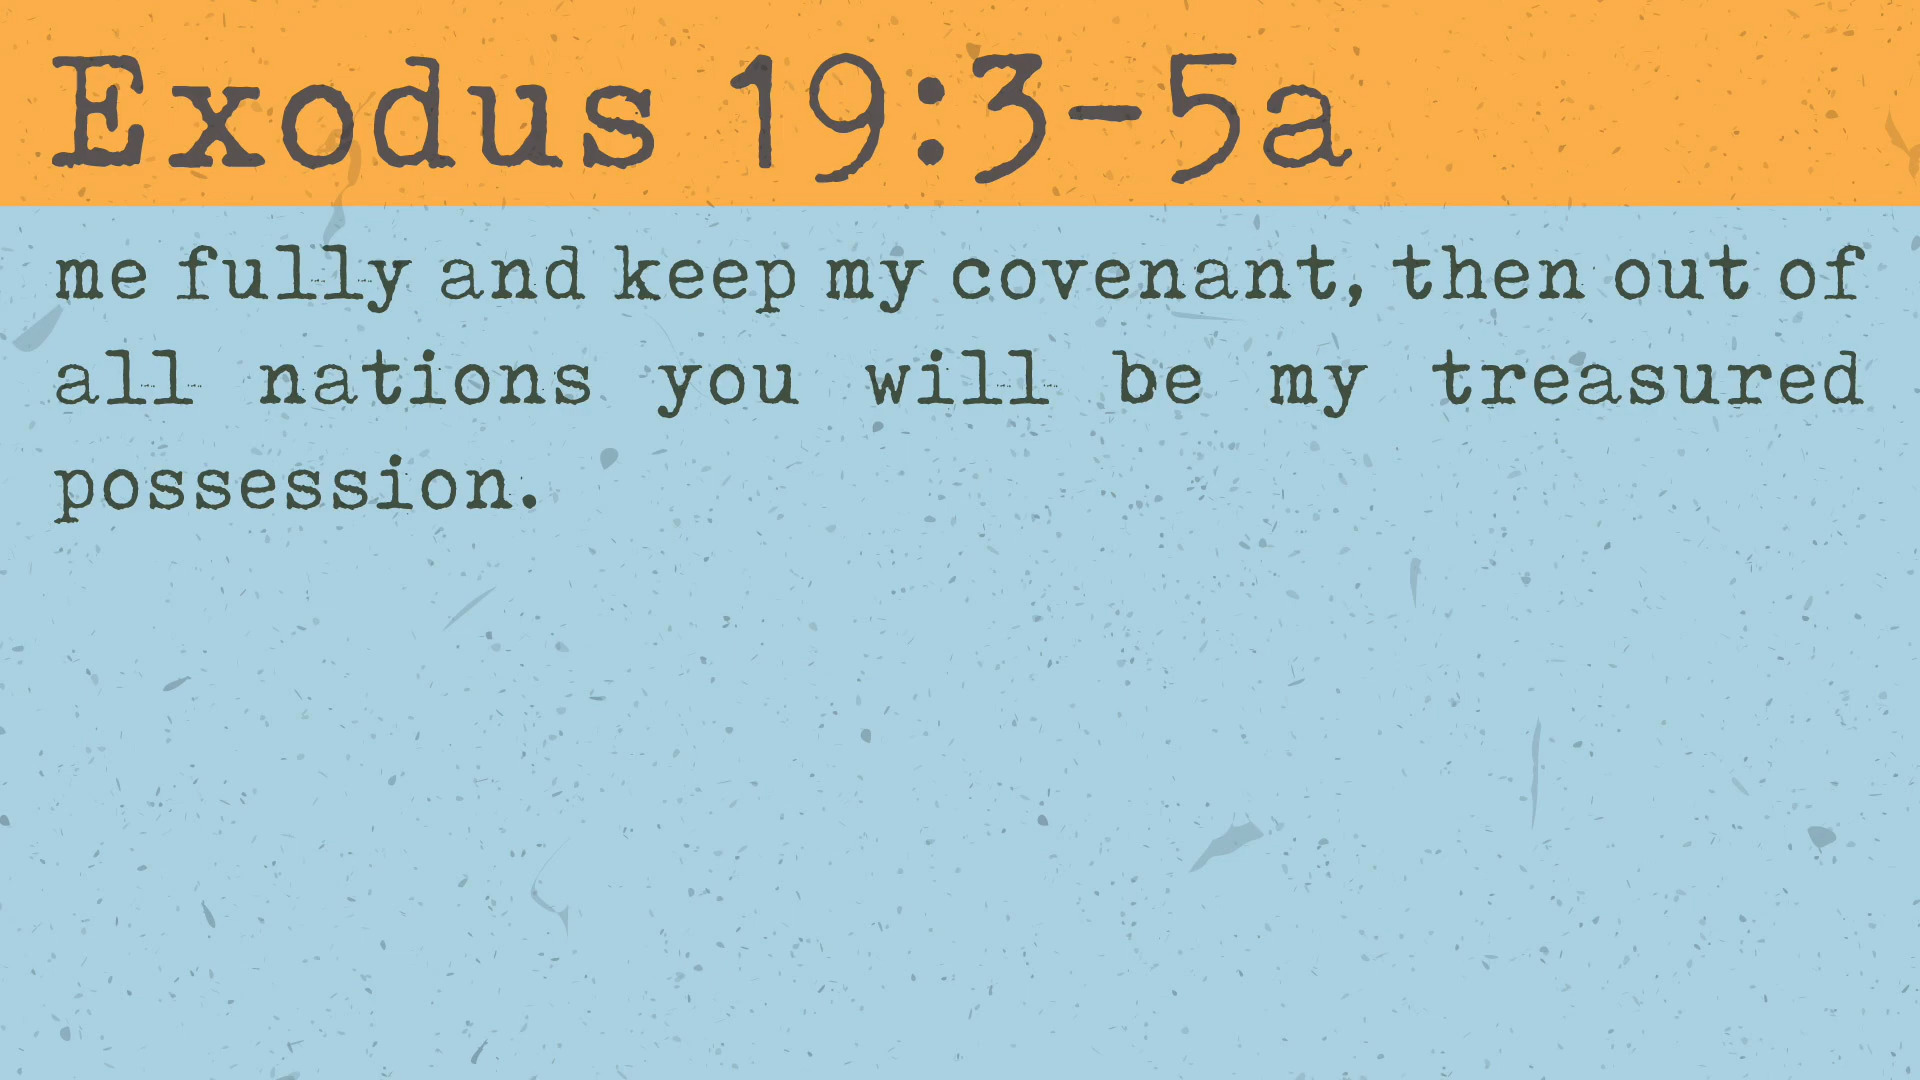 Exodus 19:3-5a
me fully and keep my covenant, then out of
all nations you will be my treasured
possession.